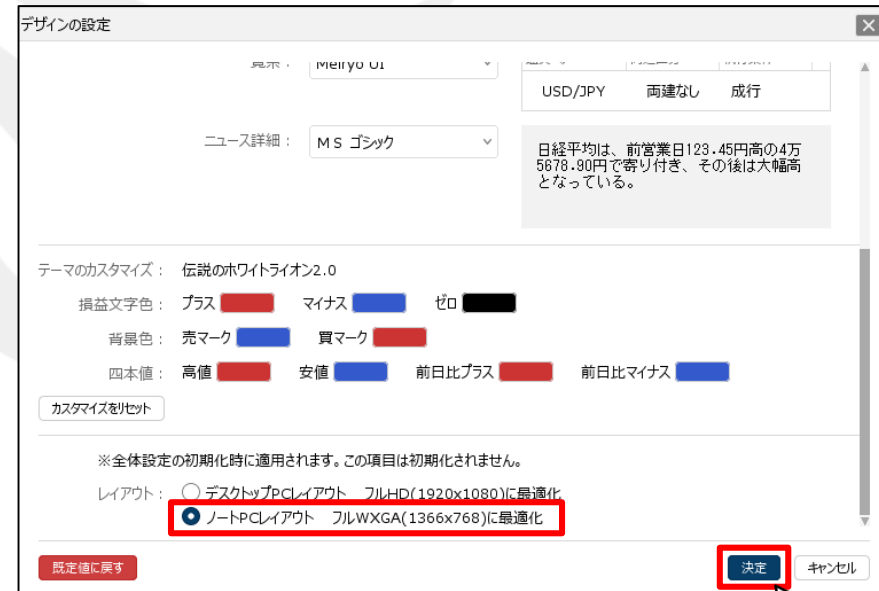 デザインの設定
Meiryo UI
USD/JPY 両建なし 成行
ニュース詳細： ＭＳ ゴシック
日経平均は、前営業日123.45円高の4万
5678.90円で寄り付き、その後は大幅高
となっている。
テーマのカスタマイズ： 伝説のホワイトライオン2.0
損益文字色： プラス マイナス ゼロ
背景色： 売マーク 買マーク
四本値： 高値 安値 前日比プラス 前日比マイナス
カスタマイズをリセット
※全体設定の初期化時に適用されます。この項目は初期化されません。
レイアウト： デスクトップPCレイアウト フルHD(1920x1080)に最適化
ノートPCレイアウト フルWXGA(1366x768)に最適化
既定値に戻す 決定 キャンセル